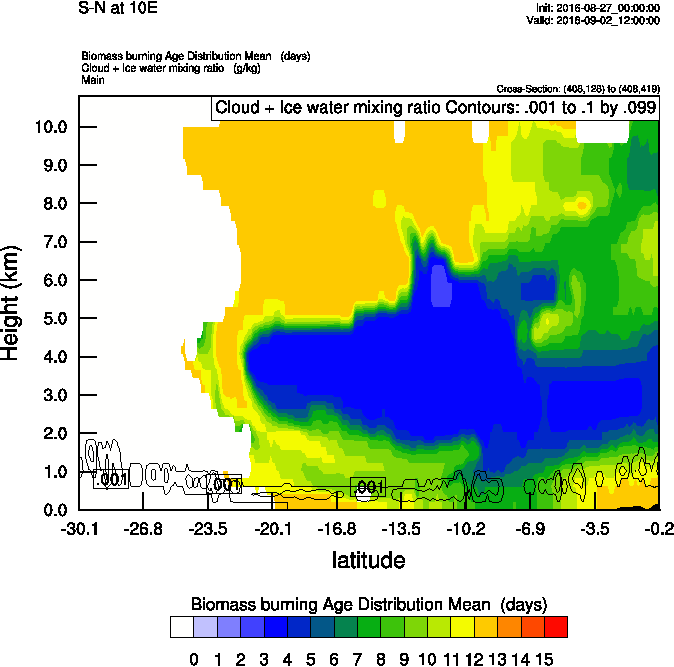 S-N at 10E
Init: 2016-08-27_00:00:00
Valid: 2016-09-02_12:00:00
Biomass burning Age Distribution Mean (days)
Cloud + Ice water mixing ratio (g/kg)
Main
Cross-Section: (408,128) to (408,419)
Cloud + Ice water mixing ratio Contours: .001 to .1 by .099
10.0
9.0
8.0
7.0
6.0
5.0
4.0
3.0
2.0
1.0
0.0
Height (km)
.001
.001
.001
-30.1 -26.8 -23.5 -20.1 -16.8 -13.5 -10.2 -6.9 -3.5 -0.2
latitude
Biomass burning Age Distribution Mean (days)
0 1 2 3 4 5 6 7 8 9 10 11 12 13 14 15